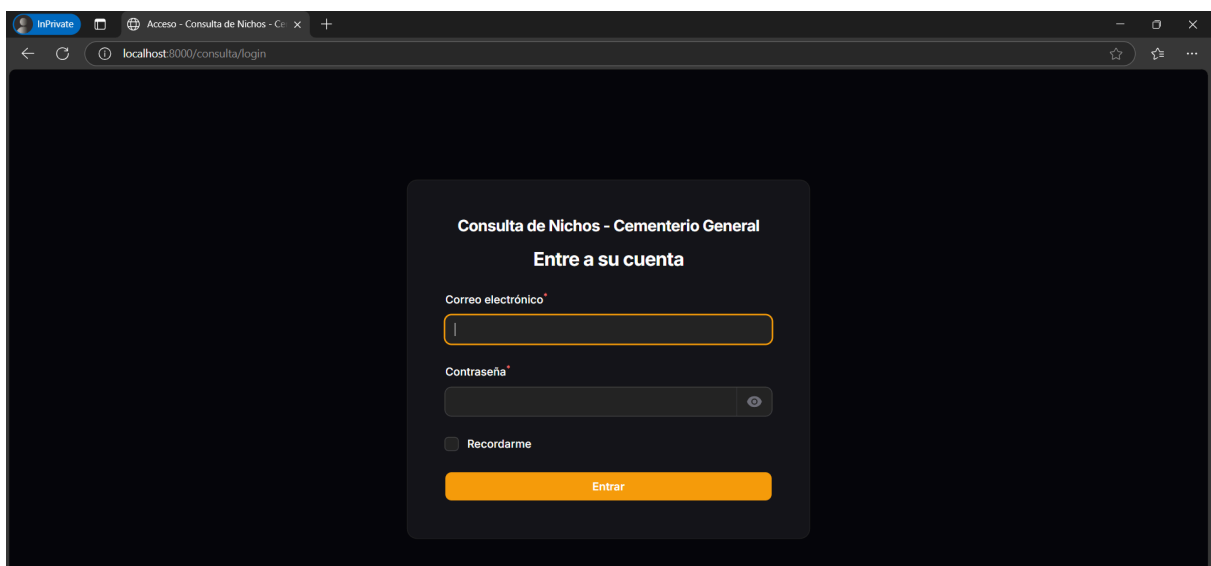 InPrivate
Acceso - Consulta de Nichos - Ce
localhost:8000/consulta/login
Consulta de Nichos - Cementerio General
Entre a su cuenta
Correo electrónico*
Contraseña*
Recordarme
Entrar